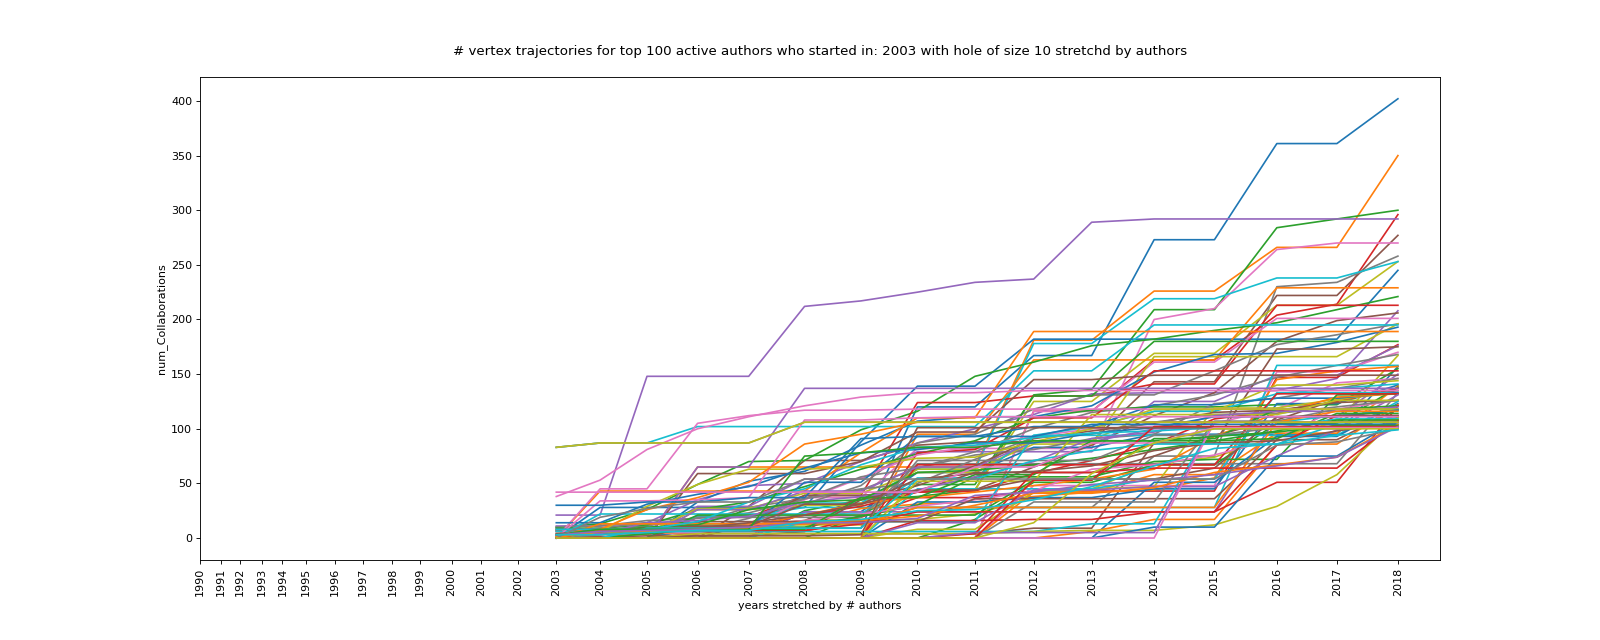 # vertex trajectories for top 100 active authors who started in: 2003 with hole of size 10 stretchd by authors
400
350
300
250
200
150
100
50
0
num_Collaborations
1990 1991 1992 1993 1994 1995 1996 1997 1998 1999 2000 2001 2002 2003 2004 2005 2006 2007 2008 2009 2010 2011 2012 2013 2014 2015 2016 2017 2018
years stretched by # authors